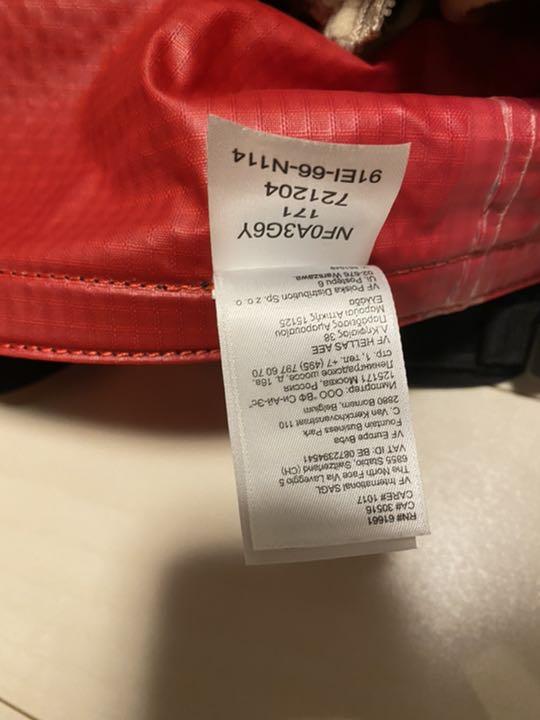 RN# 61661
CA# 30516
CARE# 1017
VF International SAGL
The North Face Via Laveggio 5
6855 Stabio, Switzerland (CH)
VAT ID: BE 0872394541
VF Europe Bvba
Fountain Business Park
C. Van Kerckhovenstraat 110
2880 Bornem, Belgium
Импортер: ООО "ВФ Си-Ай-Эс"
125171 Москва, Россия
Ленинградское шоссе, д. 16а,
стр. 1, тел. +7 (495) 797 60 70
VF HELLAS AEE
Λ.Κηφισίας 38
Παράδεισος Αμαρουσίου
Μαρούσι Αττικής 15125
Ελλάδα
VF Polska Distribution Sp. z o. o
Ul. Postępu 6
02-676 Warszawa.
NF0A3G6Y
171
721204
91EI-66-N114